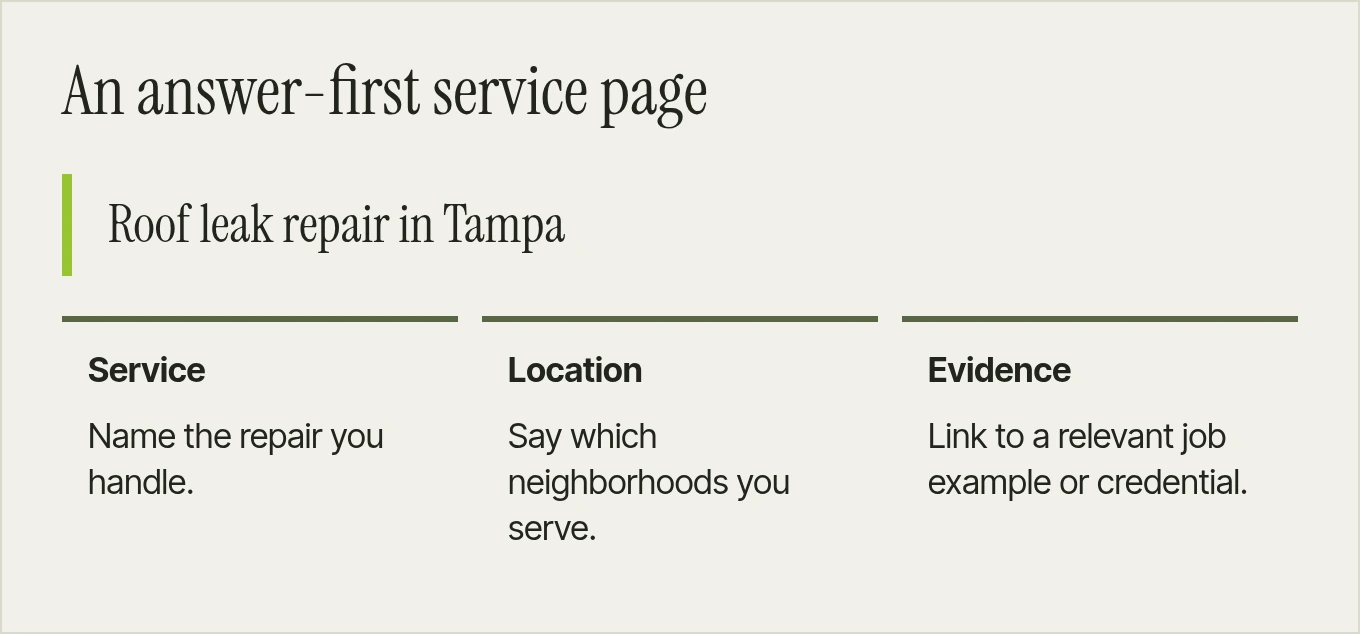 An answer-first service page
Roof leak repair in Tampa
Service
Name the repair you
handle.
Location
Say which
neighborhoods you
serve.
Evidence
Link to a relevant job
example or credential.